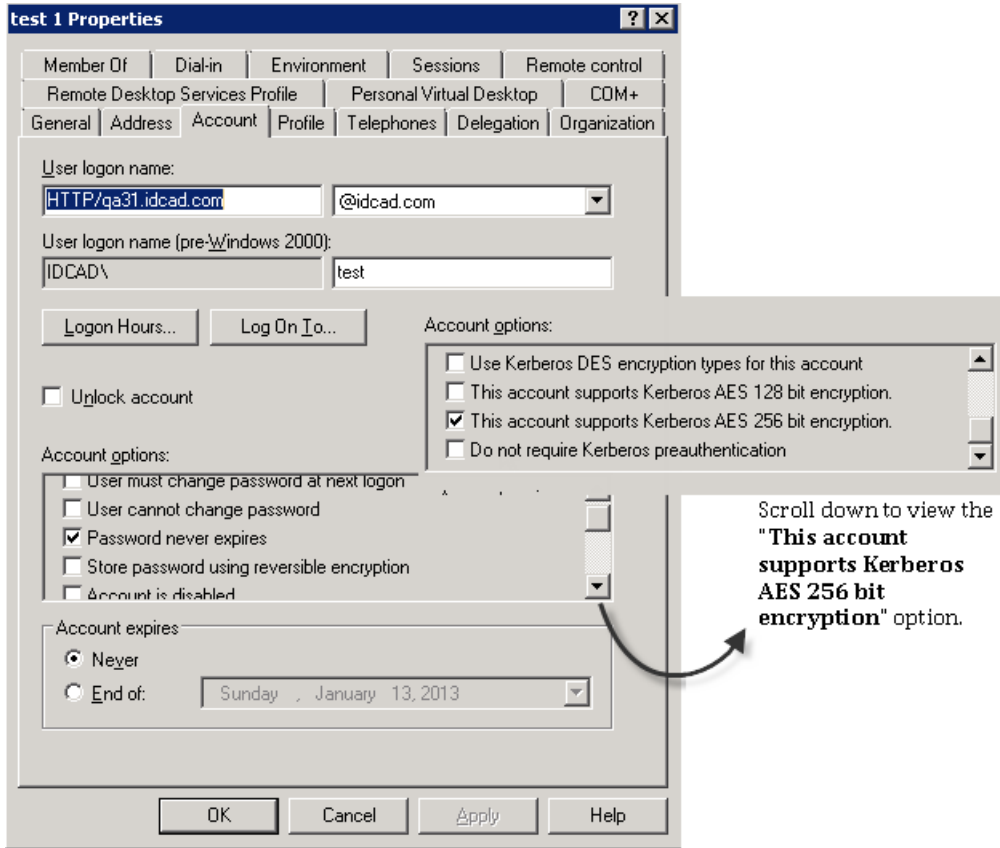 test 1 Properties
Member Of Dial-in Environment Sessions Remote control
Remote Desktop Services Profile Personal Virtual Desktop COM+
General Address Account Profile Telephones Delegation Organization
User logon name:
HTTP/qa31.idcad.com @idcad.com
User logon name (pre-Windows 2000):
IDCAD\ test
Logon Hours... Log On To...
Unlock account
Account options:
User must change password at next logon
User cannot change password
Password never expires
Store password using reversible encryption
Account is disabled
Account options:
Use Kerberos DES encryption types for this account
This account supports Kerberos AES 128 bit encryption.
This account supports Kerberos AES 256 bit encryption.
Do not require Kerberos preauthentication
Scroll down to view the
"This account
supports Kerberos
AES 256 bit
encryption" option.
Account expires
Never
End of: Sunday , January 13, 2013
OK Cancel Apply Help